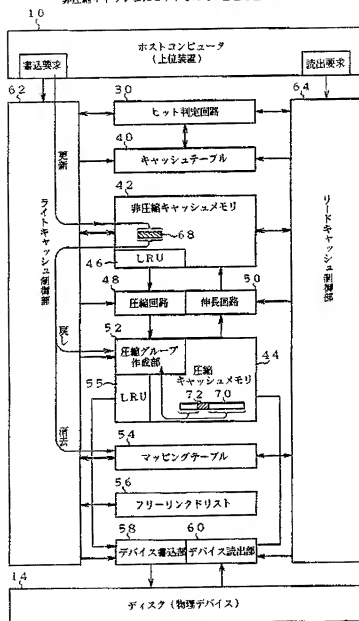 10
ホストコンピュータ
(上位装置)
書込要求
読出要求
62
64
30
ヒット判定回路
40
キャッシュテーブル
更新
42
非圧縮キャッシュメモリ
68
46
LRU
48
50
圧縮回路
伸長回路
ライトキャッシュ制御部
リードキャッシュ制御部
52
44
圧縮グループ
作成部
圧縮
キャッシュメモリ
戻し
55
LRU
72
70
消去
54
マッピングテーブル
56
フリーリンクドリスト
58
60
デバイス書込部
デバイス読出部
14
ディスク(物理デバイス)